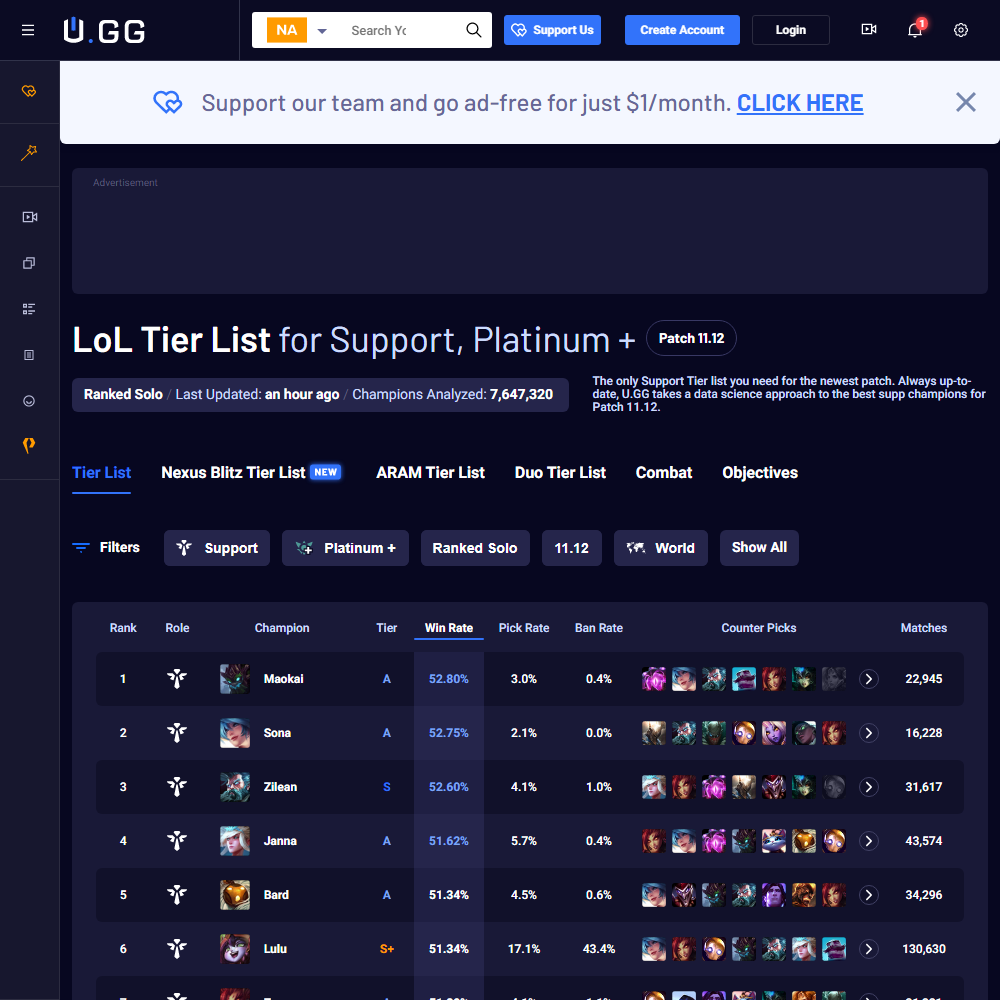 U.GG
NA
Search Yo
Support Us
Create Account
Login
1
Support our team and go ad-free for just $1/month. CLICK HERE
Advertisement
LoL Tier List for Support, Platinum +
Patch 11.12
Ranked Solo / Last Updated: an hour ago / Champions Analyzed: 7,647,320
The only Support Tier list you need for the newest patch. Always up-to-
date, U.GG takes a data science approach to the best supp champions for
Patch 11.12.
Tier List Nexus Blitz Tier List NEW ARAM Tier List Duo Tier List Combat Objectives
Filters Support Platinum + Ranked Solo 11.12 World Show All
Rank Role Champion Tier Win Rate Pick Rate Ban Rate Counter Picks Matches
1 Maokai A 52.80% 3.0% 0.4% 22,945
2 Sona A 52.75% 2.1% 0.0% 16,228
3 Zilean S 52.60% 4.1% 1.0% 31,617
4 Janna A 51.62% 5.7% 0.4% 43,574
5 Bard A 51.34% 4.5% 0.6% 34,296
6 Lulu S+ 51.34% 17.1% 43.4% 130,630